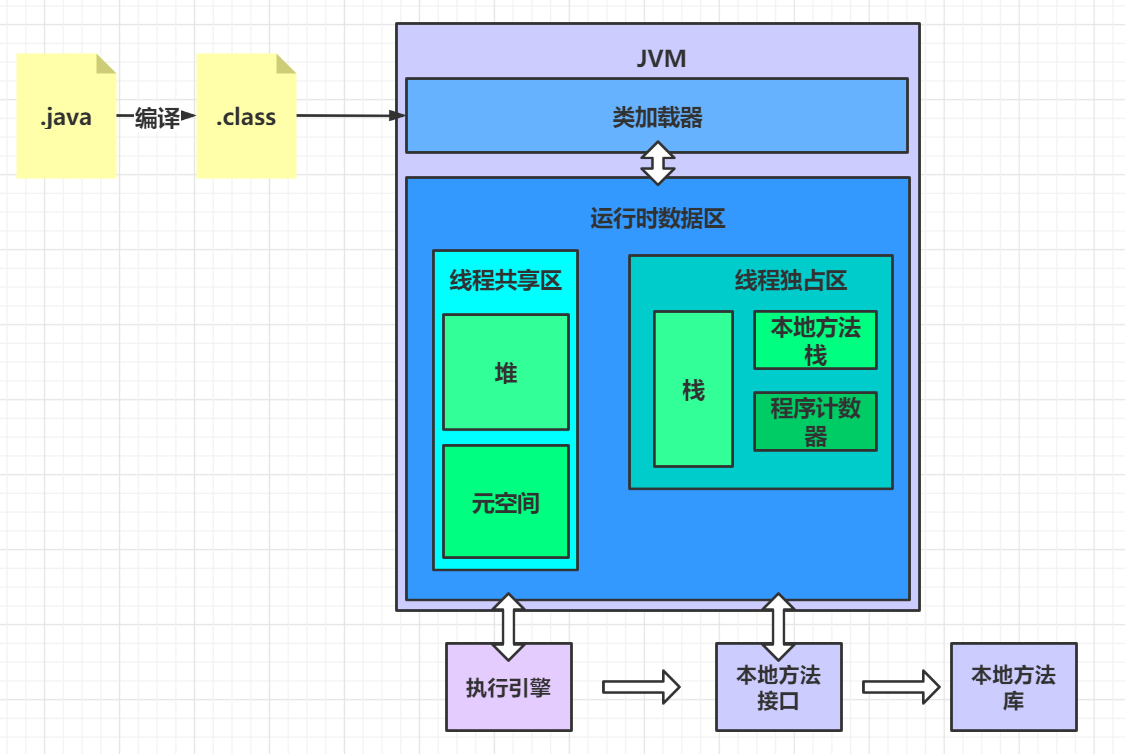 JVM
.java
编译
.class
类加载器
运行时数据区
线程共享区
线程独占区
堆
栈
本地方法
栈
程序计数
器
元空间
执行引擎
本地方法
接口
本地方法
库